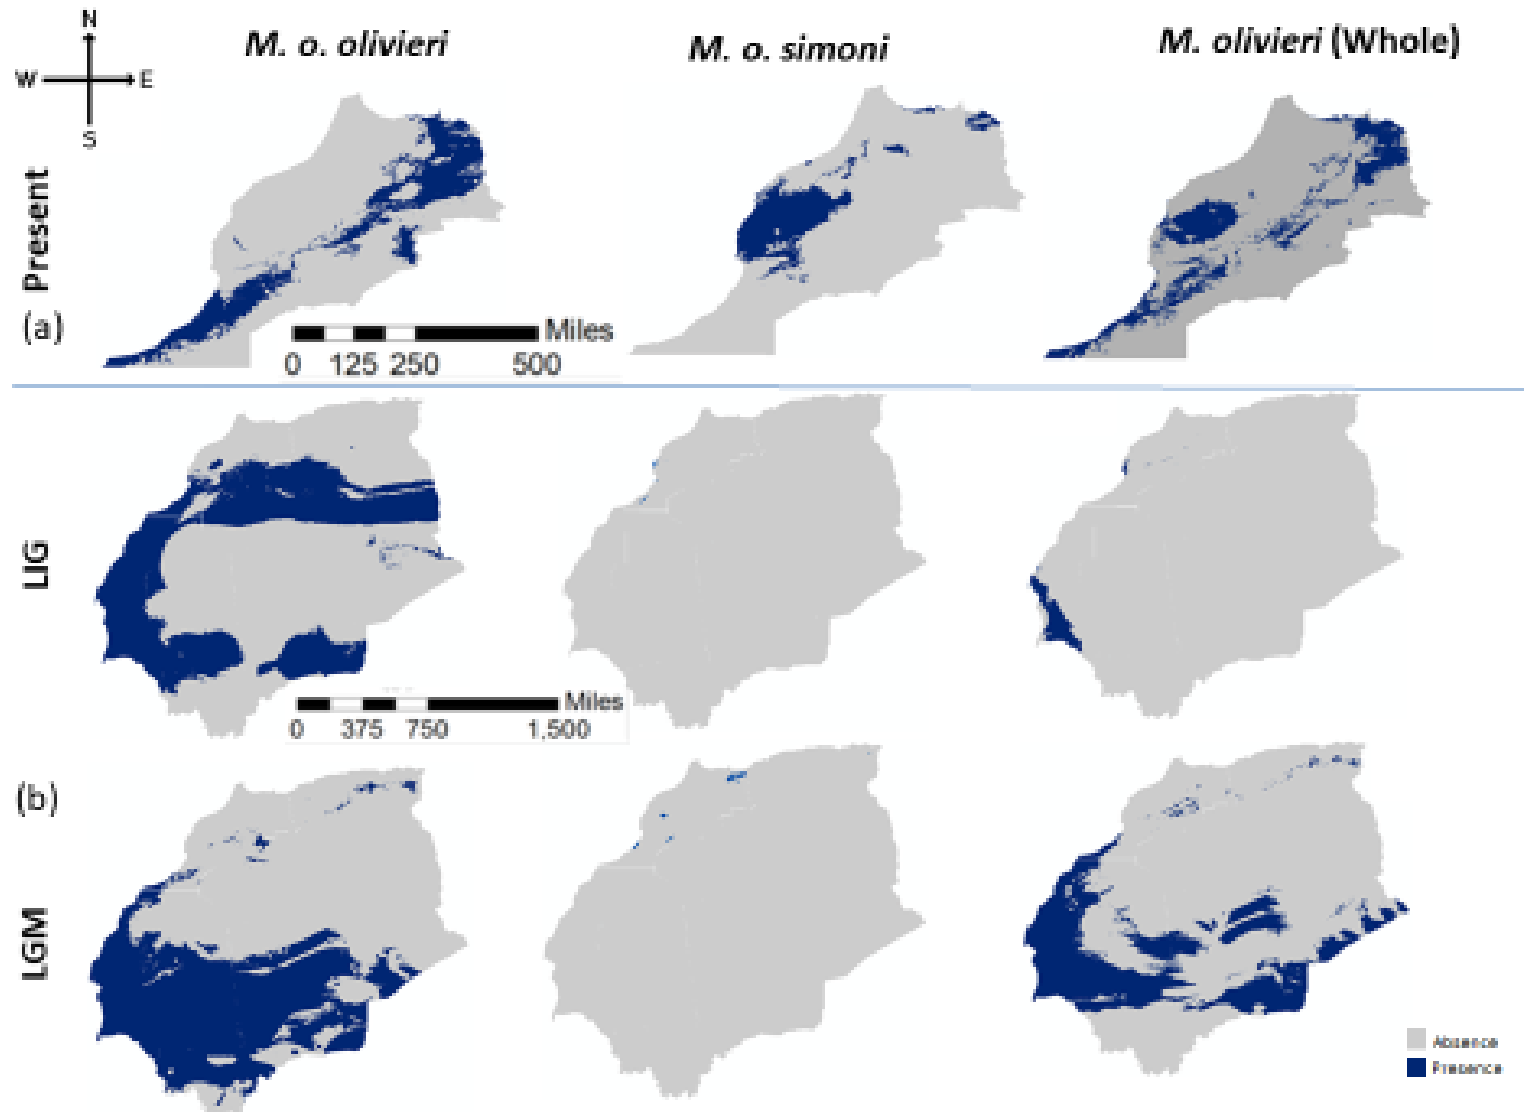 N
W E
S
M. o. olivieri
M. o. simoni
M. olivieri (Whole)
Present
(a)
Miles
0 125 250 500
LIG
Miles
0 375 750 1,500
(b)
LGM
Absence
Presence